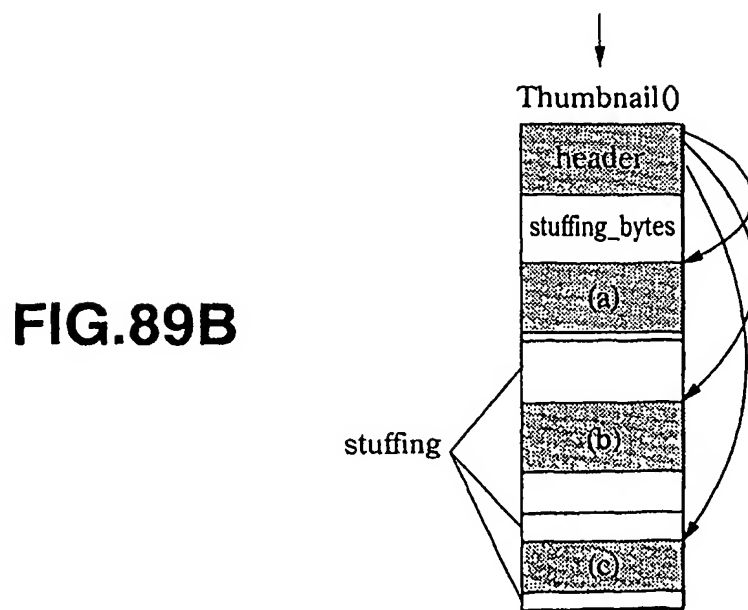 Thumbnail()
header
stuffing_bytes
(a)
FIG.89B
(b)
stuffing
(c)